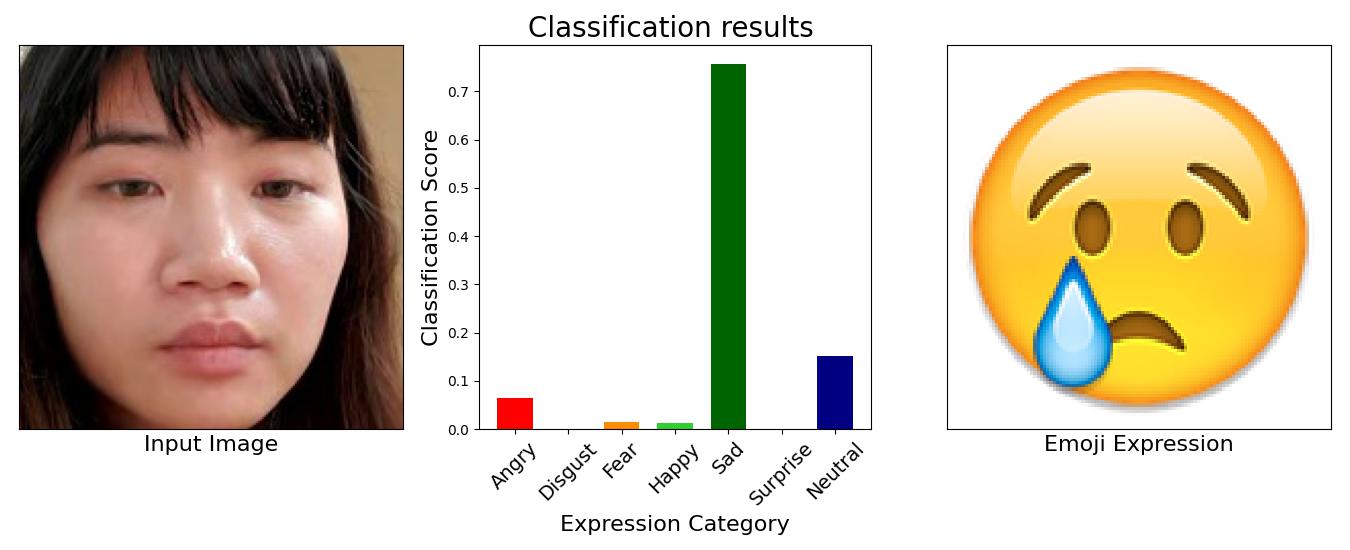 Classification results
Classification Score
0.7
0.6
0.5
0.4
0.3
0.2
0.1
0.0
Angry
Disgust
Fear
Happy
Sad
Surprise
Neutral
Expression Category
Input Image
Emoji Expression